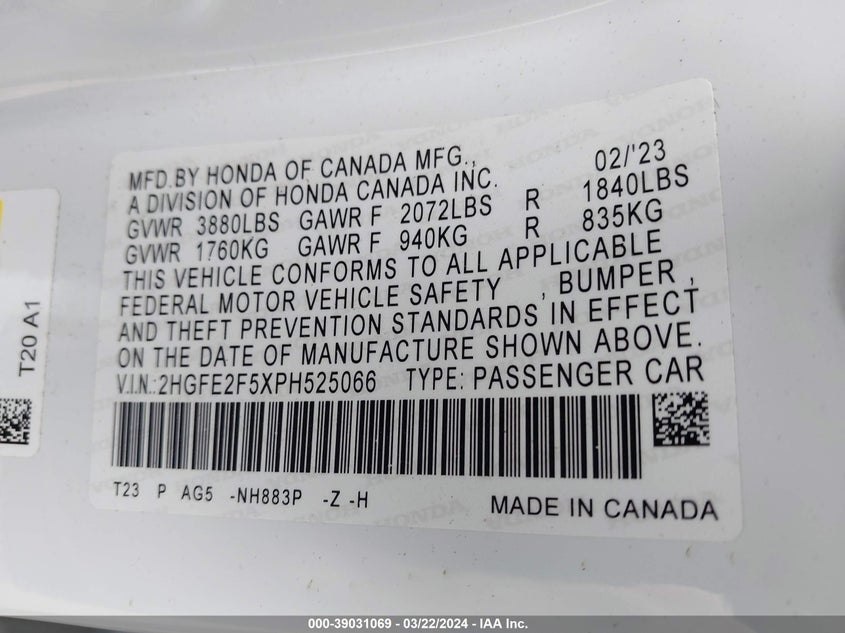 MFD.BY HONDA OF CANADA MFG., 02/'23
A DIVISION OF HONDA CANADA INC.
GVWR 3880LBS GAWR F 2072LBS R 1840LBS
GVWR 1760KG GAWR F 940KG R 835KG
THIS VEHICLE CONFORMS TO ALL APPLICABLE
FEDERAL MOTOR VEHICLE SAFETY , BUMPER ,
AND THEFT PREVENTION STANDARDS IN EFFECT
ON THE DATE OF MANUFACTURE SHOWN ABOVE.
V.I.N.:2HGFE2F5XPH525066 TYPE: PASSENGER CAR
T23 P AG5 -NH883P -Z -H MADE IN CANADA
T20 A1
000-39031069 - 03/22/2024 - IAA Inc.